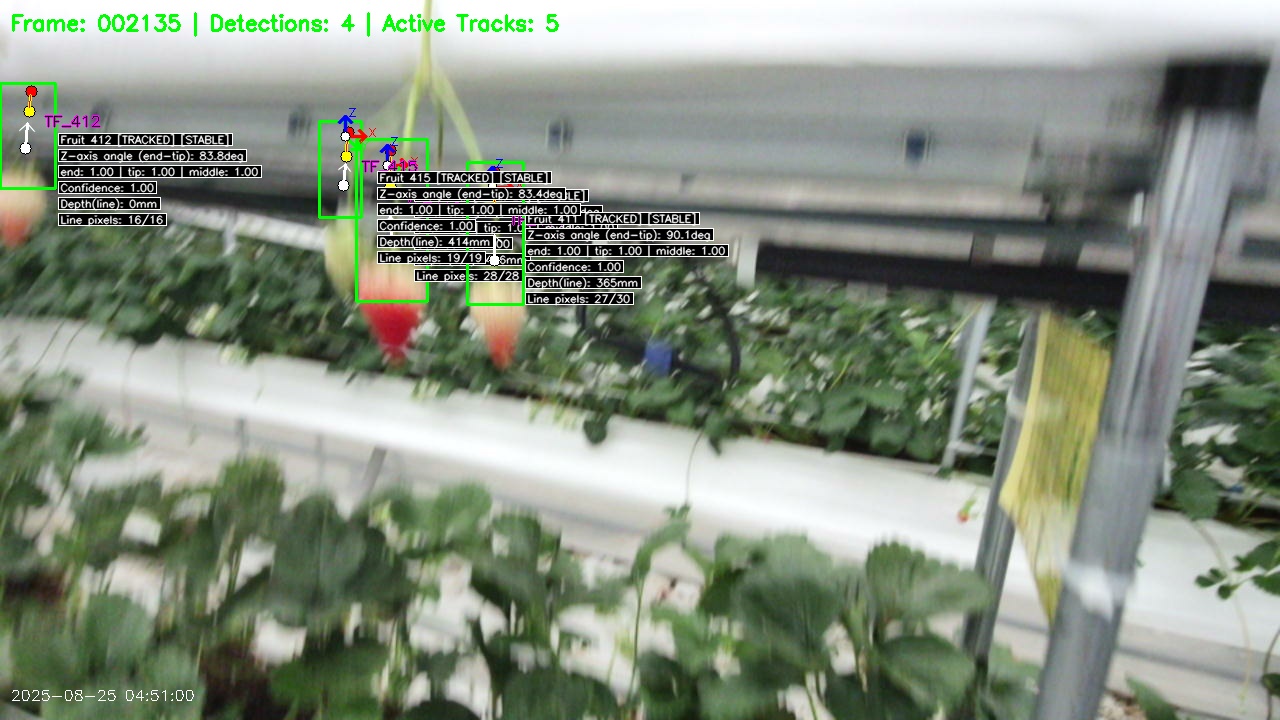 Frame: 002135 | Detections: 4 | Active Tracks: 5
TF_412
Fruit 412 [TRACKED] [STABLE]
Z-axis angle (end-tip): 83.8deg
end: 1.00 | tip: 1.00 | middle: 1.00
Confidence: 1.00
Depth(line): 0mm
Line pixels: 16/16
Z
X
Z
Fruit 415 [TRACKED] [STABLE]
Z-axis angle (end-tip): 83.4deg
end: 1.00 | tip: 1.00 | middle: 1.00
Confidence: 1.00
Depth(line): 414mm
Line pixels: 19/19
Line pixels: 28/28
Z
Fruit 411 [TRACKED] [STABLE]
Z-axis angle (end-tip): 90.1deg
end: 1.00 | tip: 1.00 | middle: 1.00
Confidence: 1.00
Depth(line): 365mm
Line pixels: 27/30
2025-08-25 04:51:00